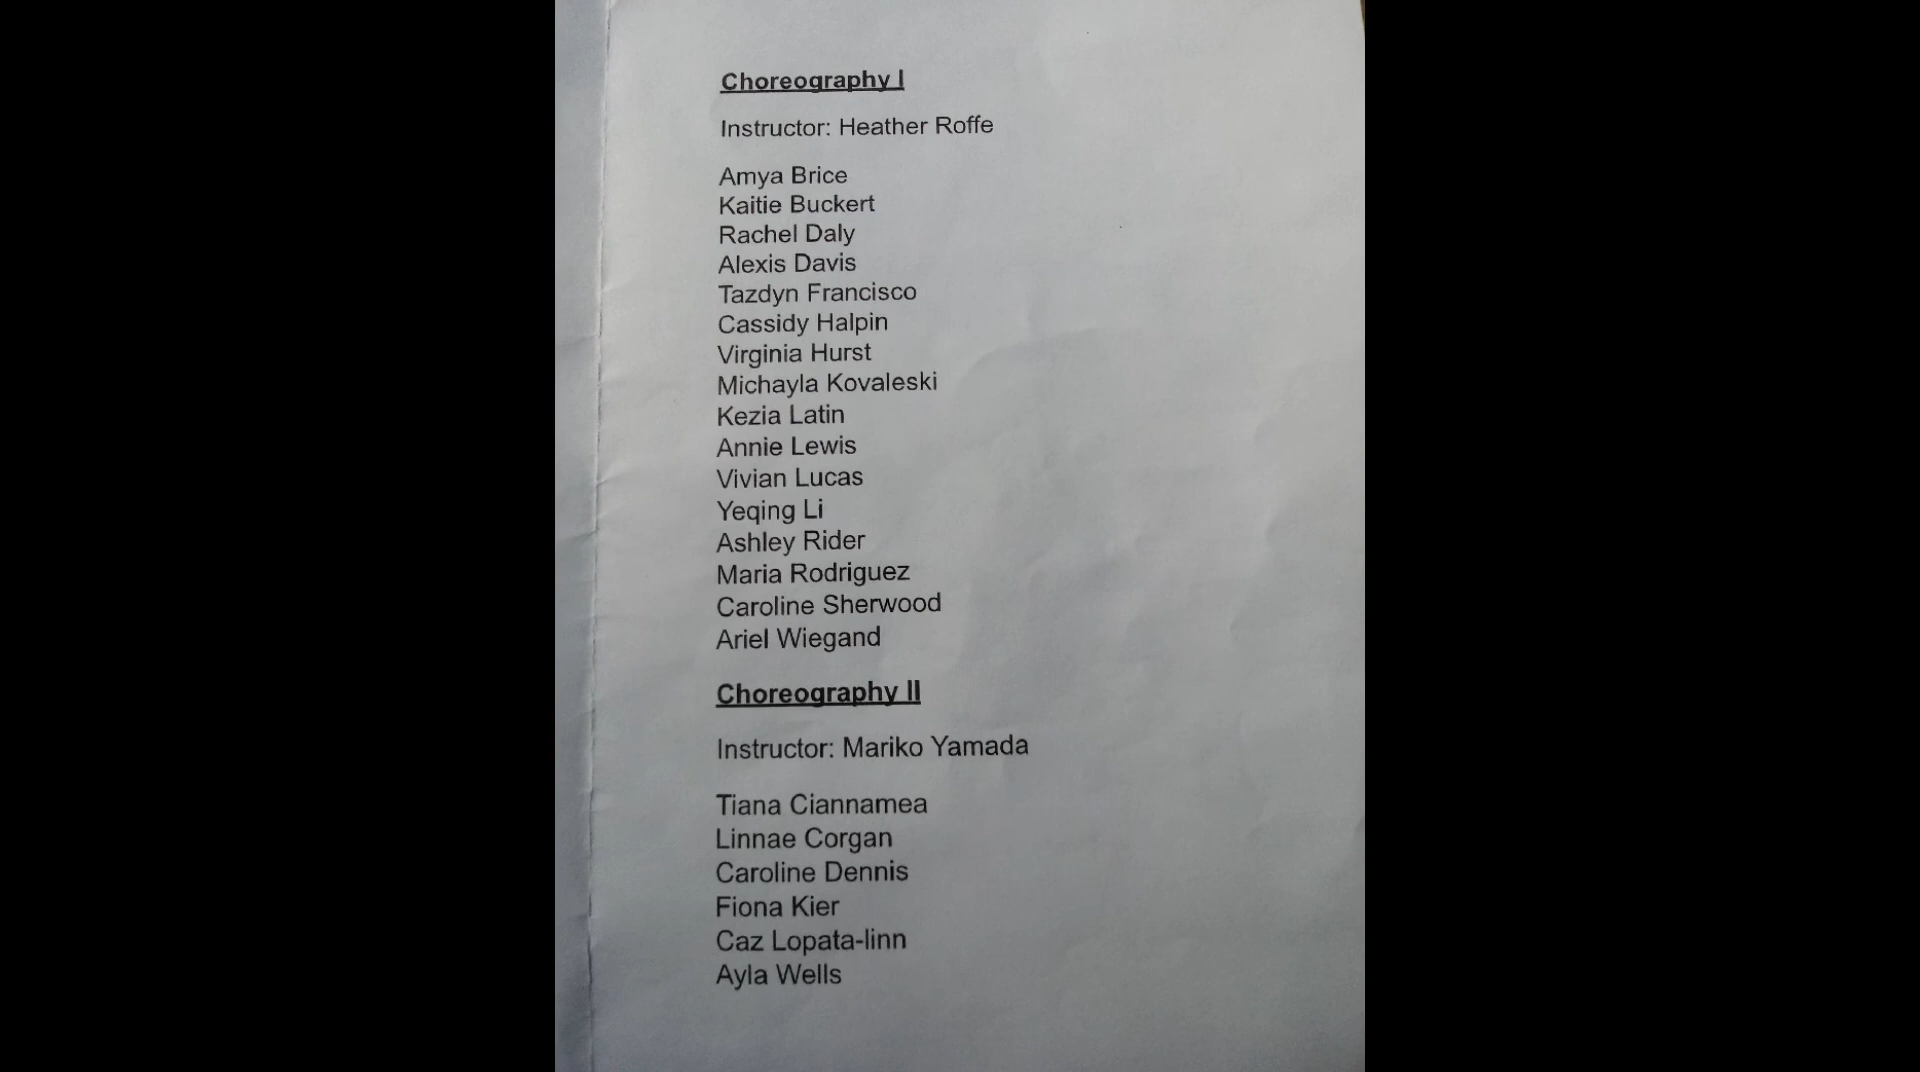 Choreography I
Instructor: Heather Roffe
Amya Brice
Kaitie Buckert
Rachel Daly
Alexis Davis
Tazdyn Francisco
Cassidy Halpin
Virginia Hurst
Michayla Kovaleski
Kezia Latin
Annie Lewis
Vivian Lucas
Yeqing Li
Ashley Rider
Maria Rodriguez
Caroline Sherwood
Ariel Wiegand
Choreography II
Instructor: Mariko Yamada
Tiana Ciannamea
Linnae Corgan
Caroline Dennis
Fiona Kier
Caz Lopata-linn
Ayla Wells